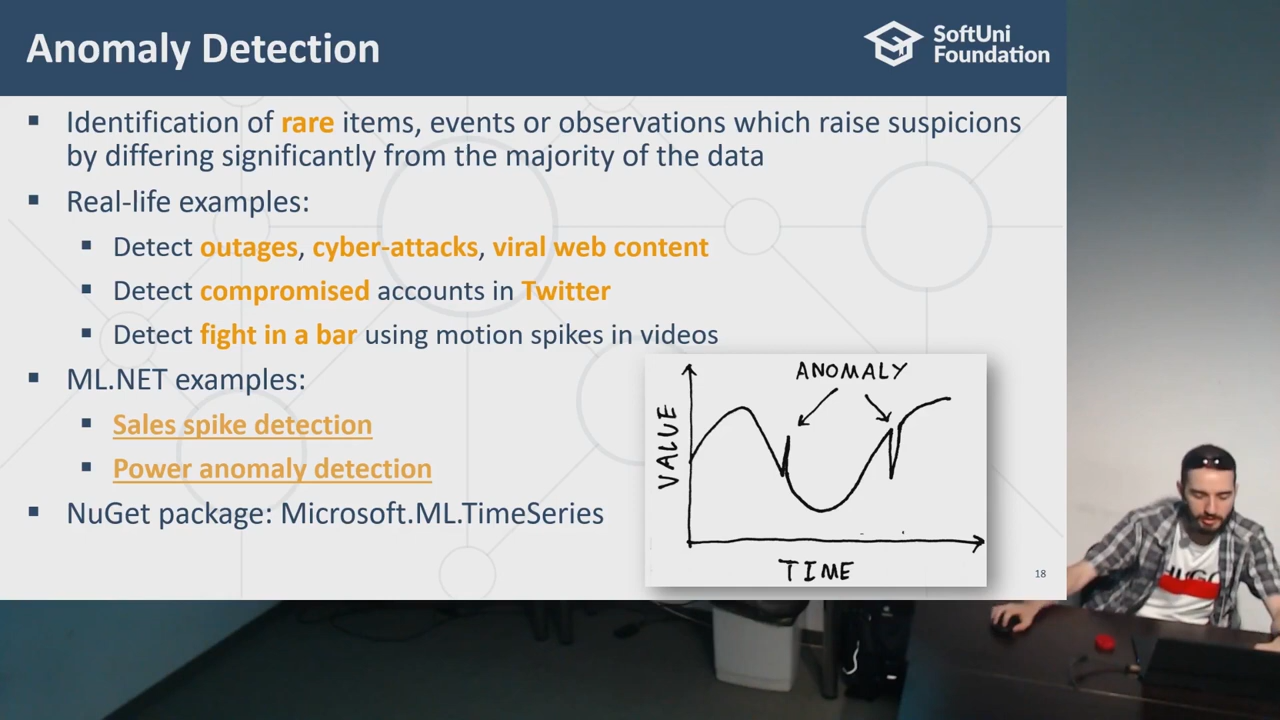 Anomaly Detection
SoftUni
Foundation
Identification of rare items, events or observations which raise suspicions
by differing significantly from the majority of the data
Real-life examples:
Detect outages, cyber-attacks, viral web content
Detect compromised accounts in Twitter
Detect fight in a bar using motion spikes in videos
ML.NET examples:
Sales spike detection
Power anomaly detection
NuGet package: Microsoft.ML.TimeSeries
ANOMALY
VALUE
TIME
18